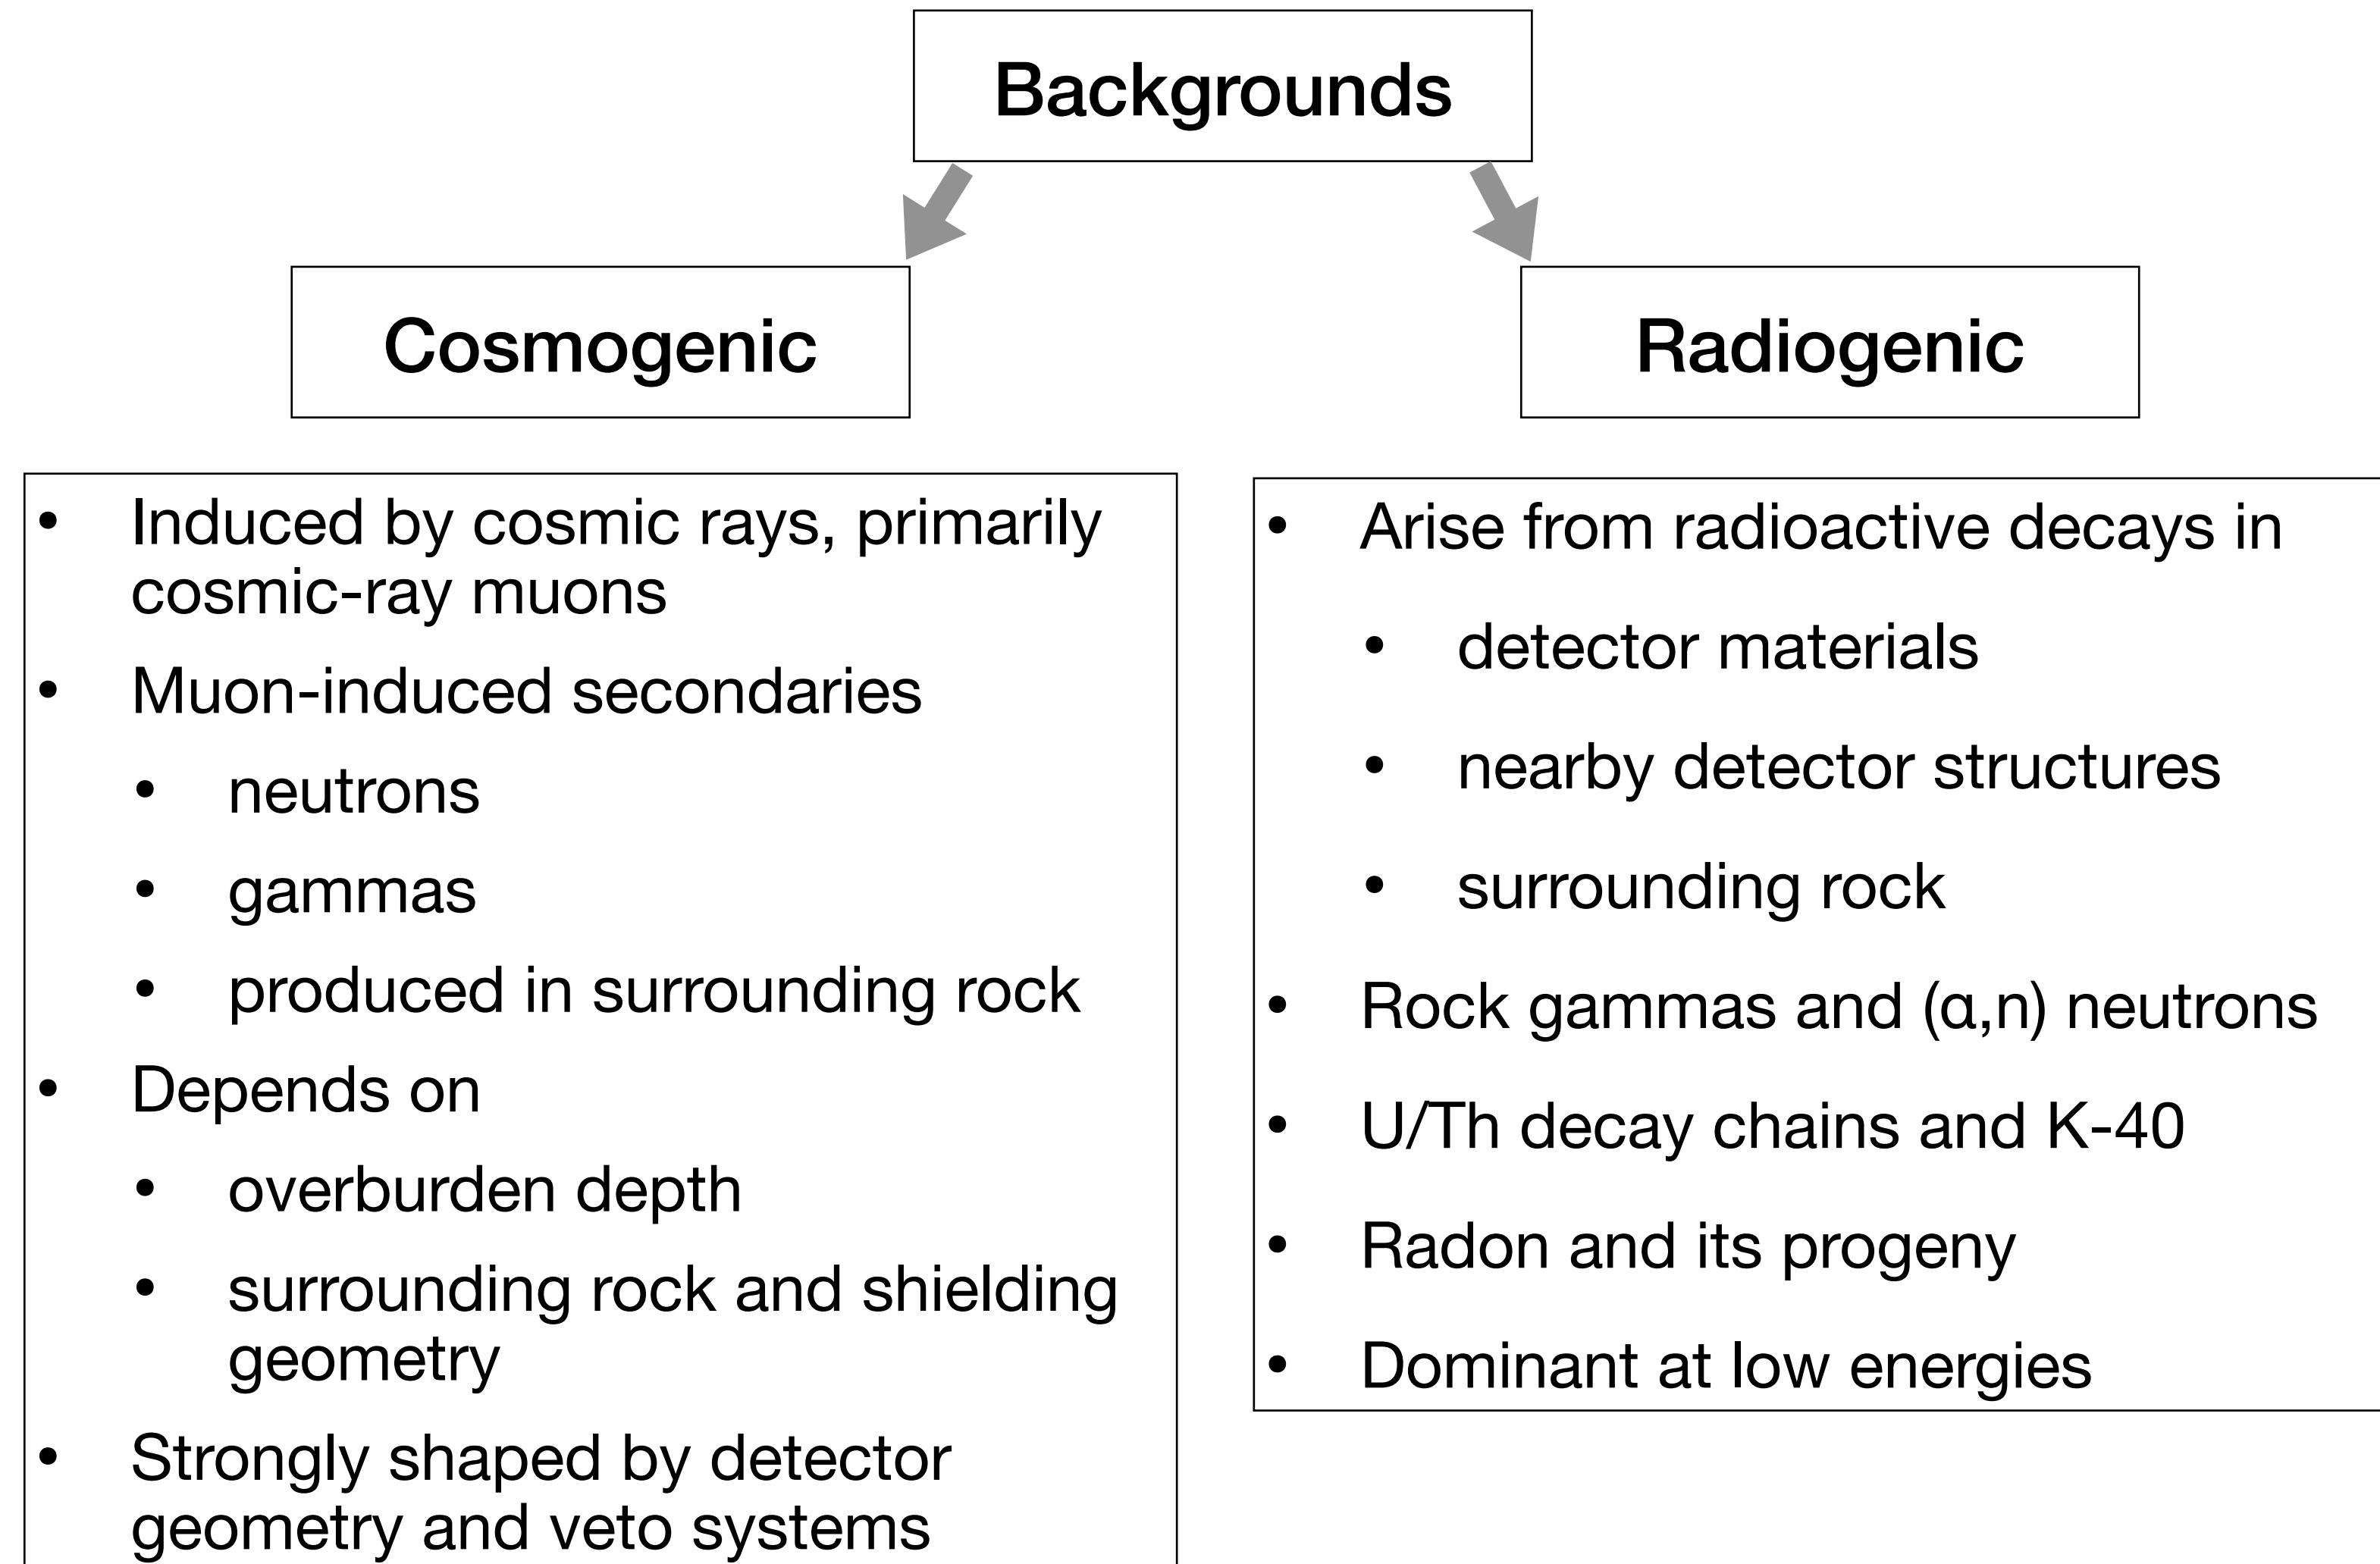 Backgrounds
Cosmogenic
Radiogenic
• Induced by cosmic rays, primarily
cosmic-ray muons
• Muon-induced secondaries
• neutrons
• gammas
• produced in surrounding rock
• Depends on
• overburden depth
• surrounding rock and shielding
geometry
• Strongly shaped by detector
geometry and veto systems
• Arise from radioactive decays in
• detector materials
• nearby detector structures
• surrounding rock
• Rock gammas and (α,n) neutrons
• U/Th decay chains and K-40
• Radon and its progeny
• Dominant at low energies